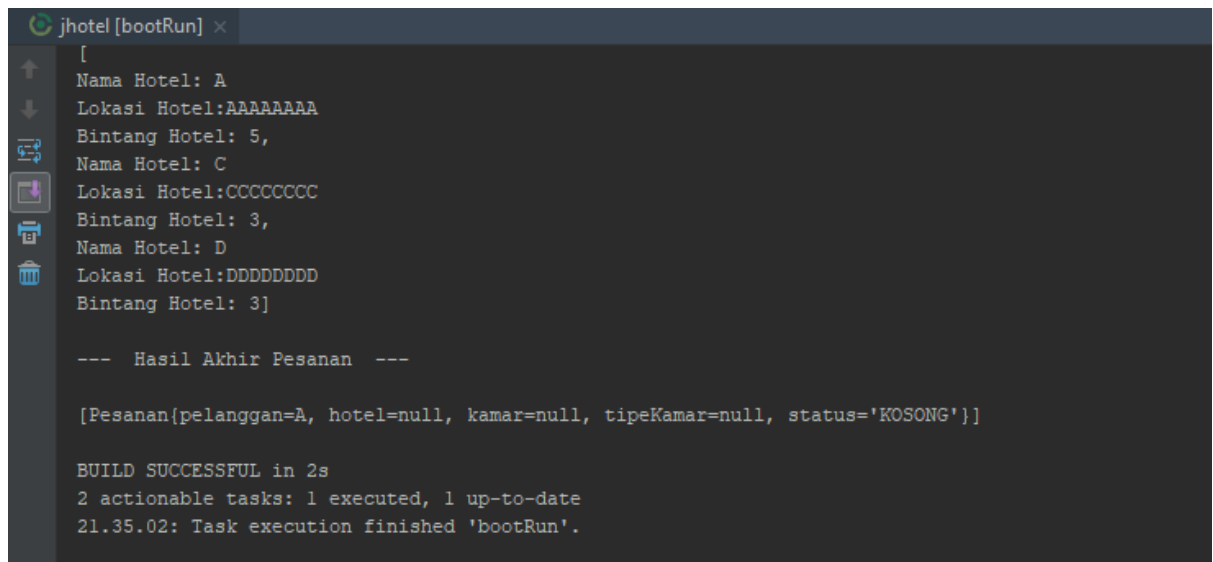 jhotel [bootRun]
[
Nama Hotel: A
Lokasi Hotel:AAAAAAAA
Bintang Hotel: 5,
Nama Hotel: C
Lokasi Hotel:CCCCCCCC
Bintang Hotel: 3,
Nama Hotel: D
Lokasi Hotel:DDDDDDDD
Bintang Hotel: 3]
--- Hasil Akhir Pesanan ---
[Pesanan{pelanggan=A, hotel=null, kamar=null, tipeKamar=null, status='KOSONG'}]
BUILD SUCCESSFUL in 2s
2 actionable tasks: 1 executed, 1 up-to-date
21.35.02: Task execution finished 'bootRun'.